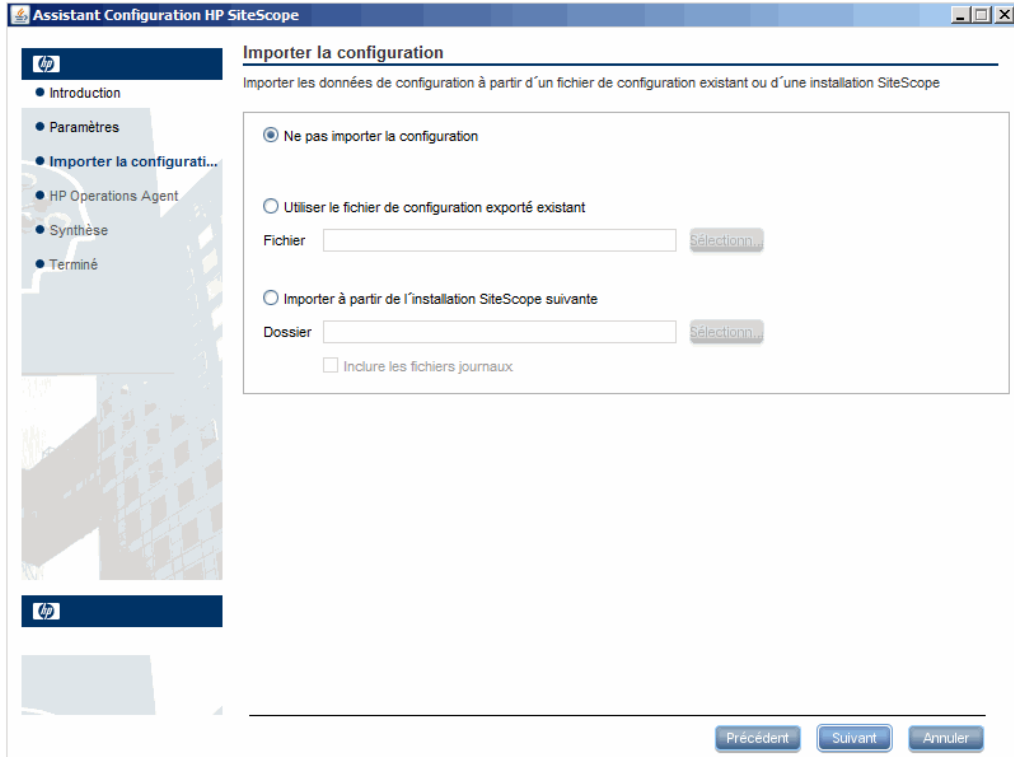 Assistant Configuration HP SiteScope
hp
Introduction
Paramètres
Importer la configurati...
HP Operations Agent
Synthèse
Terminé
hp
Importer la configuration
Importer les données de configuration à partir d´un fichier de configuration existant ou d´une installation SiteScope
Ne pas importer la configuration
Utiliser le fichier de configuration exporté existant
Fichier
Sélectionn...
Importer à partir de l´installation SiteScope suivante
Dossier
Sélectionn...
Inclure les fichiers journaux
Précédent
Suivant
Annuler